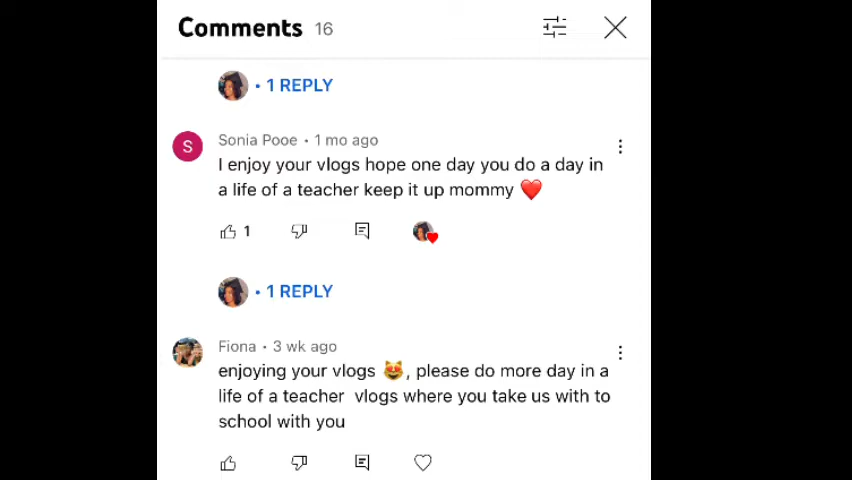 Comments 16
• 1 REPLY
Sonia Pooe • 1 mo ago
I enjoy your vlogs hope one day you do a day in
a life of a teacher keep it up mommy ❤️
1
• 1 REPLY
Fiona • 3 wk ago
enjoying your vlogs 😻, please do more day in a
life of a teacher vlogs where you take us with to
school with you